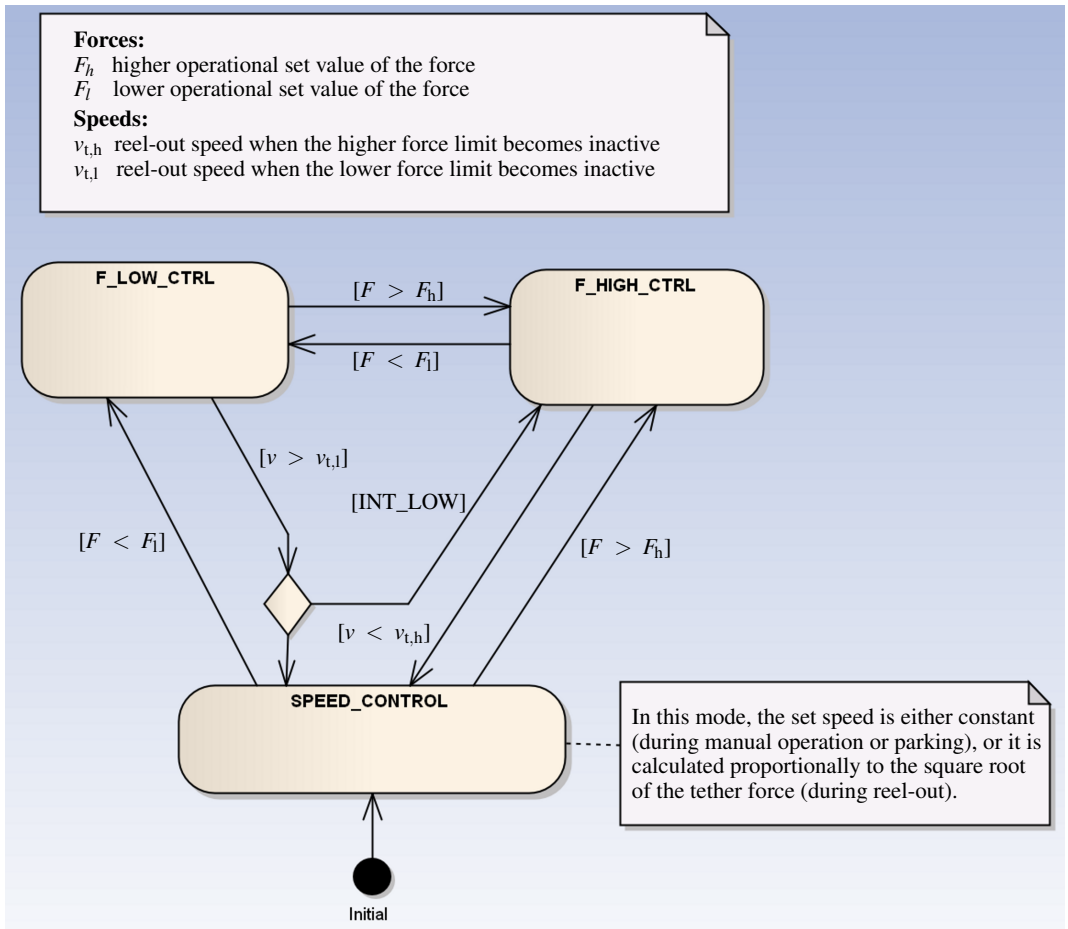 Forces:
F_h higher operational set value of the force
F_l lower operational set value of the force
Speeds:
v_t,h reel-out speed when the higher force limit becomes inactive
v_t,l reel-out speed when the lower force limit becomes inactive
F_LOW_CTRL
F_HIGH_CTRL
[F > F_h]
[F < F_l]
[v > v_t,l]
[INT_LOW]
[F < F_l]
[F > F_h]
[v < v_t,h]
SPEED_CONTROL
In this mode, the set speed is either constant
(during manual operation or parking), or it is
calculated proportionally to the square root
of the tether force (during reel-out).
Initial